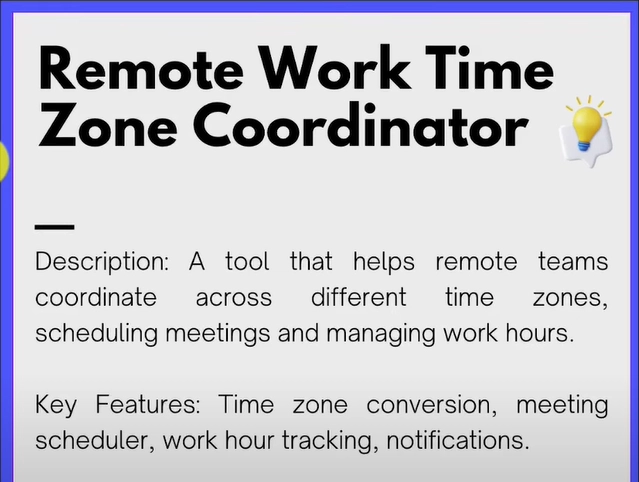 Remote Work Time
Zone Coordinator
Description: A tool that helps remote teams
coordinate across different time zones,
scheduling meetings and managing work hours.
Key Features: Time zone conversion, meeting
scheduler, work hour tracking, notifications.